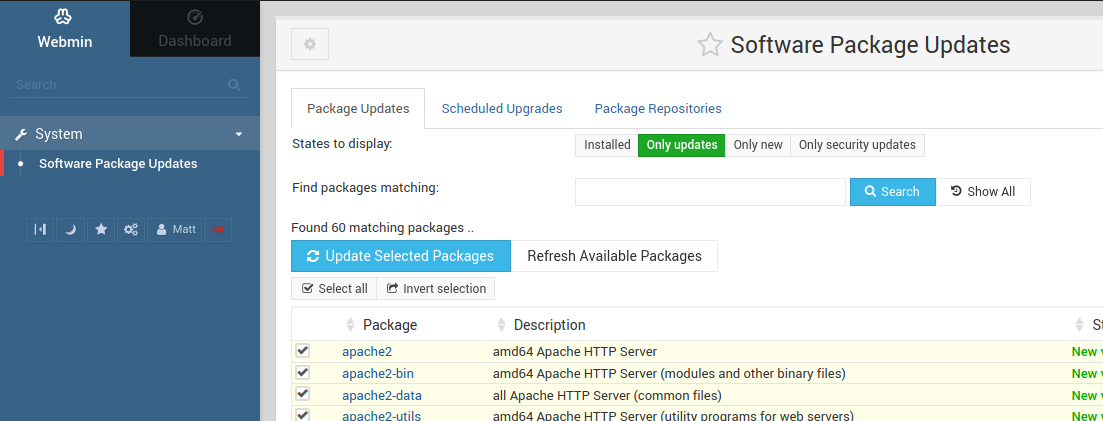 Webmin
Dashboard
Search
System
Software Package Updates
Matt
Software Package Updates
Package Updates Scheduled Upgrades Package Repositories
States to display: Installed Only updates Only new Only security updates
Find packages matching: Search Show All
Found 60 matching packages ..
Update Selected Packages Refresh Available Packages
Select all Invert selection
Package Description
apache2 amd64 Apache HTTP Server New
apache2-bin amd64 Apache HTTP Server (modules and other binary files) New
apache2-data all Apache HTTP Server (common files) New
apache2-utils amd64 Apache HTTP Server (utility programs for web servers) New